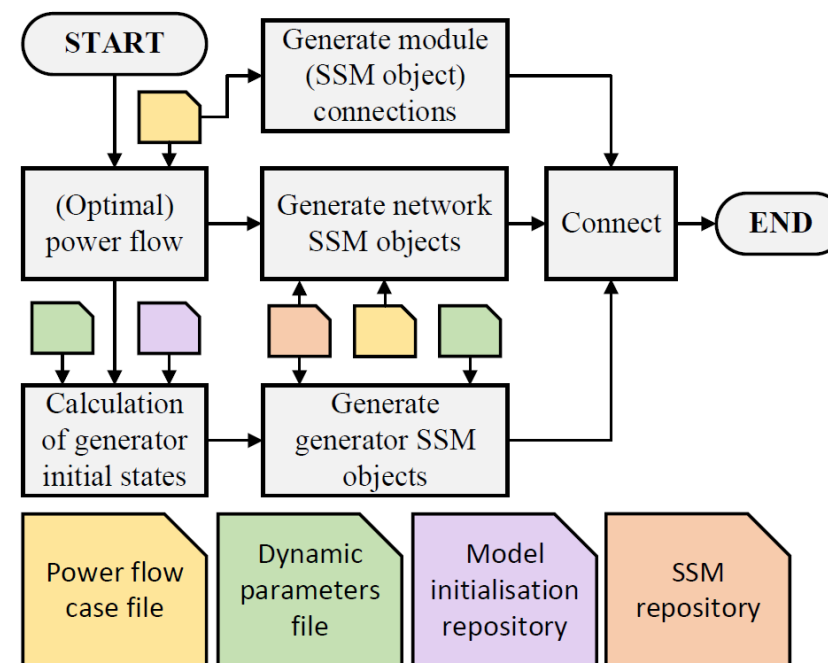 START
Generate module
(SSM object)
connections
(Optimal)
power flow
Generate network
SSM objects
Connect
END
Calculation
of generator
initial states
Generate
generator SSM
objects
Power flow
case file
Dynamic
parameters
file
Model
initialisation
repository
SSM
repository